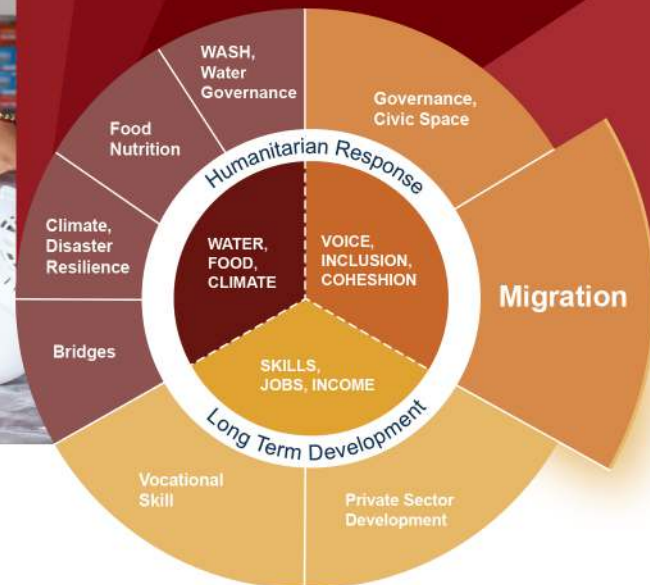 WASH,
Water
Governance
Governance,
Civic Space
Food
Nutrition
Humanitarian Response
Climate,
Disaster
Resilience
WATER,
FOOD,
CLIMATE
VOICE,
INCLUSION,
COHESHION
Migration
Bridges
SKILLS,
JOBS, INCOME
Long Term Development
Vocational
Skill
Private Sector
Development